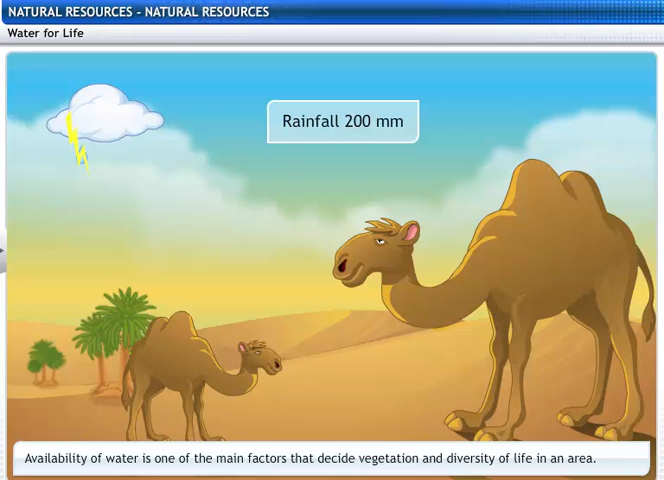 NATURAL RESOURCES - NATURAL RESOURCES
Water for Life
Rainfall 200 mm
Availability of water is one of the main factors that decide vegetation and diversity of life in an area.